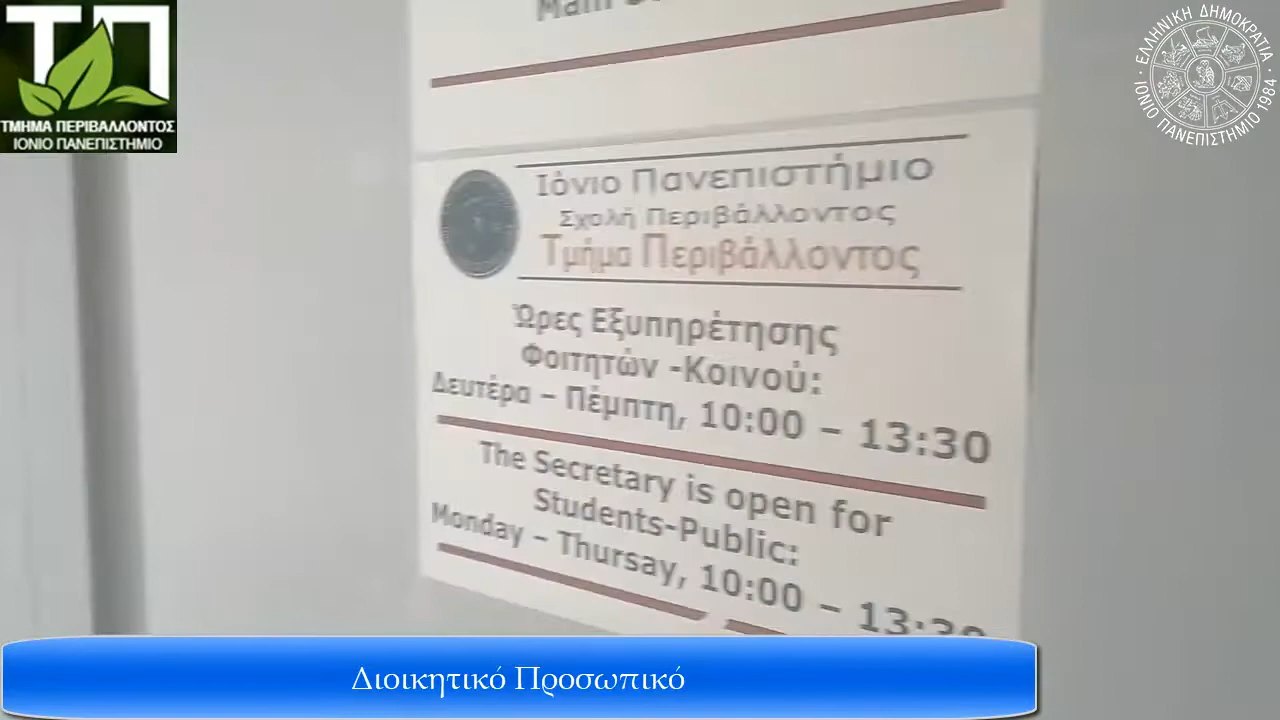 Main
ΤΠ
ΤΜΗΜΑ ΠΕΡΙΒΑΛΛΟΝΤΟΣ
ΙΟΝΙΟ ΠΑΝΕΠΙΣΤΗΜΙΟ
ΕΛΛΗΝΙΚΗ ΔΗΜΟΚΡΑΤΙΑ
ΙΟΝΙΟ ΠΑΝΕΠΙΣΤΗΜΙΟ 1984
Ιόνιο Πανεπιστήμιο
Σχολή Περιβάλλοντος
Τμήμα Περιβάλλοντος
Ώρες Εξυπηρέτησης
Φοιτητών -Κοινού:
Δευτέρα – Πέμπτη, 10:00 – 13:30
The Secretary is open for
Students-Public:
Monday – Thursay, 10:00 – 13:30
Διοικητικό Προσωπικό